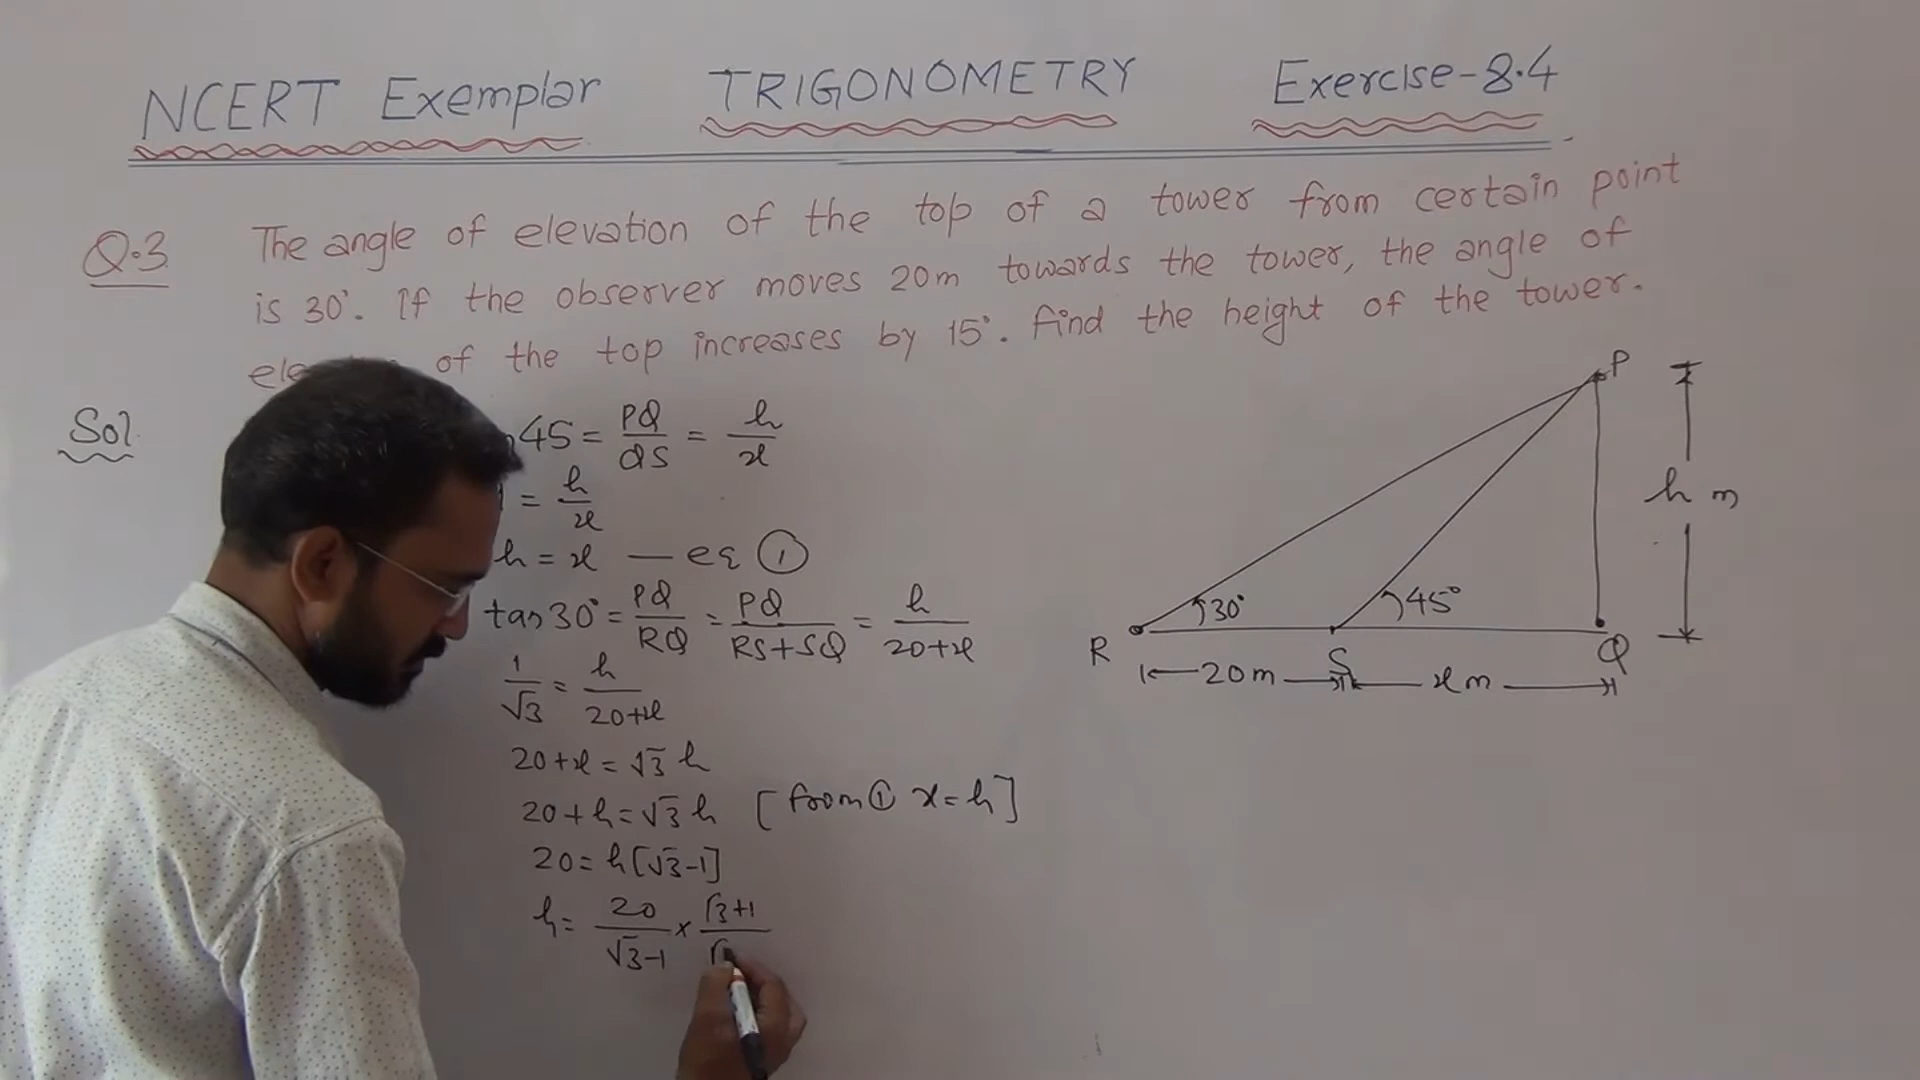 NCERT Exemplar TRIGONOMETRY Exercise-8.4
Q.3 The angle of elevation of the top of a tower from certain point
is 30°. If the observer moves 20m towards the tower, the angle of
ele of the top increases by 15°. Find the height of the tower.
Sol.
45 = PQ/QS = h/x
= h/x
h = x — eq ①
tan 30° = PQ/RQ = PQ/RS+SQ = h/20+x
1/√3 = h/20+x
20+x = √3 h
20+h = √3 h [from ① x=h]
20 = h[√3-1]
h = 20/√3-1 × √3+1/√
P
h m
30°
45°
R
S
Q
20m
x m